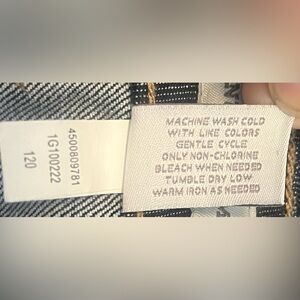 4500809781
1G100222
120
MACHINE WASH COLD
WITH LIKE COLORS
GENTLE CYCLE
ONLY NON-CHLORINE
BLEACH WHEN NEEDED
TUMBLE DRY LOW
WARM IRON AS NEEDED